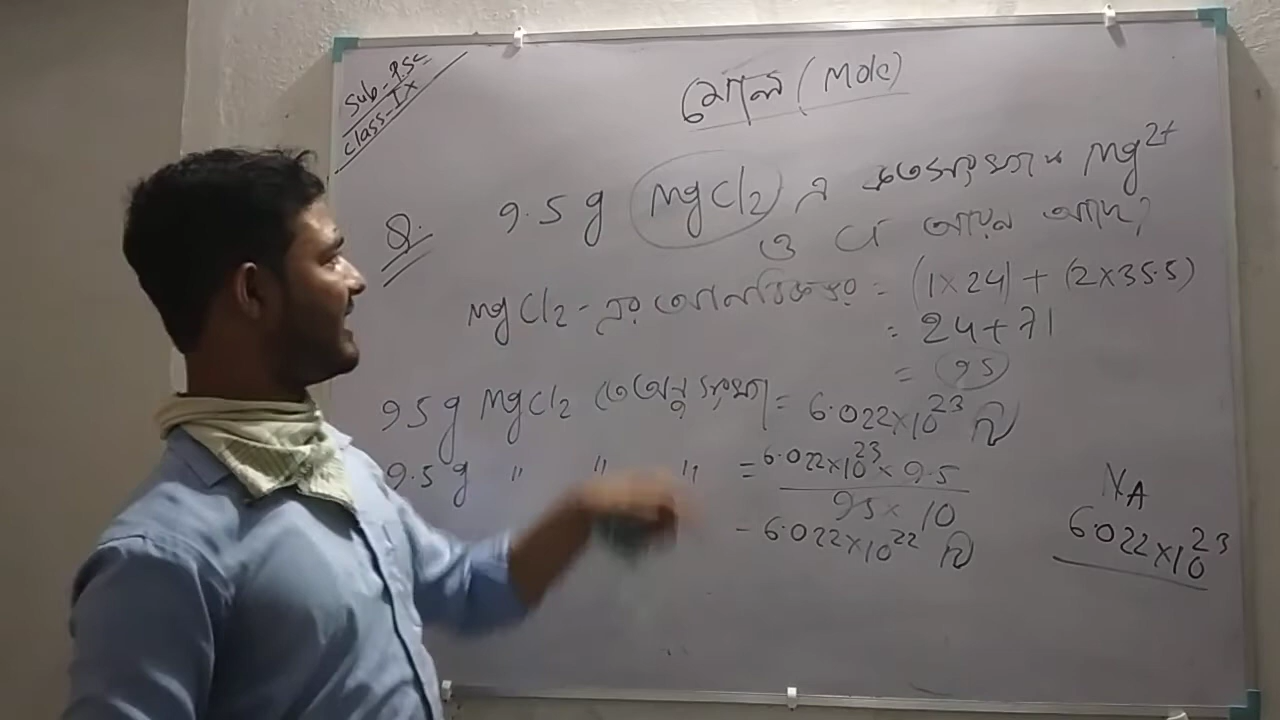 Sub-P.Sc
Class-IX
মোল (Mole)
Q. 9.5 g MgCl2 এ কতসংখ্যক Mg2+
ও Cl- আয়ন আছে?
MgCl2-এর আনবিকভর = (1×24) + (2×35.5)
= 24+71
= 95
95 g MgCl2 তে অনু সংখ্যা = 6.022×10^23 টি
9.5 g " " " = 6.022×10^23 × 9.5
95 × 10
= 6.022×10^22 টি
NA
6.022×10^23